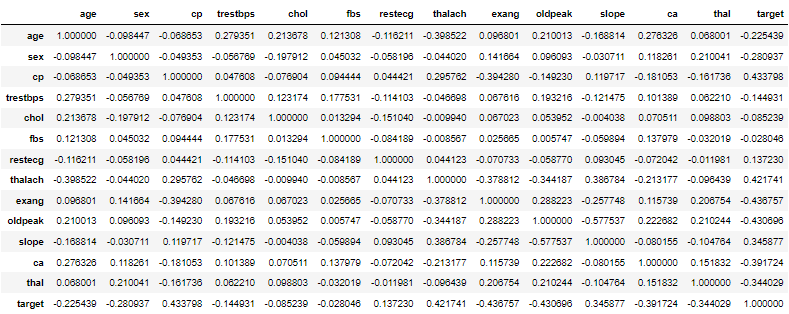 age sex cp trestbps chol fbs restecg thalach exang oldpeak slope ca thal target
age 1.000000 -0.098447 -0.068653 0.279351 0.213678 0.121308 -0.116211 -0.398522 0.096801 0.210013 -0.168814 0.276326 0.068001 -0.225439
sex -0.098447 1.000000 -0.049353 -0.056769 -0.197912 0.045032 -0.058196 -0.044020 0.141664 0.096093 -0.030711 0.118261 0.210041 -0.280937
cp -0.068653 -0.049353 1.000000 0.047608 -0.076904 0.094444 0.044421 0.295762 -0.394280 -0.149230 0.119717 -0.181053 -0.161736 0.433798
trestbps 0.279351 -0.056769 0.047608 1.000000 0.123174 0.177531 -0.114103 -0.046698 0.067616 0.193216 -0.121475 0.101389 0.062210 -0.144931
chol 0.213678 -0.197912 -0.076904 0.123174 1.000000 0.013294 -0.151040 -0.009940 0.067023 0.053952 -0.004038 0.070511 0.098803 -0.085239
fbs 0.121308 0.045032 0.094444 0.177531 0.013294 1.000000 -0.084189 -0.008567 0.025665 0.005747 -0.059894 0.137979 -0.032019 -0.028046
restecg -0.116211 -0.058196 0.044421 -0.114103 -0.151040 -0.084189 1.000000 0.044123 -0.070733 -0.058770 0.093045 -0.072042 -0.011981 0.137230
thalach -0.398522 -0.044020 0.295762 -0.046698 -0.009940 -0.008567 0.044123 1.000000 -0.378812 -0.344187 0.386784 -0.213177 -0.096439 0.421741
exang 0.096801 0.141664 -0.394280 0.067616 0.067023 0.025665 -0.070733 -0.378812 1.000000 0.288223 -0.257748 0.115739 0.206754 -0.436757
oldpeak 0.210013 0.096093 -0.149230 0.193216 0.053952 0.005747 -0.058770 -0.344187 0.288223 1.000000 -0.577537 0.222682 0.210244 -0.430696
slope -0.168814 -0.030711 0.119717 -0.121475 -0.004038 -0.059894 0.093045 0.386784 -0.257748 -0.577537 1.000000 -0.080155 -0.104764 0.345877
ca 0.276326 0.118261 -0.181053 0.101389 0.070511 0.137979 -0.072042 -0.213177 0.115739 0.222682 -0.080155 1.000000 0.151832 -0.391724
thal 0.068001 0.210041 -0.161736 0.062210 0.098803 -0.032019 -0.011981 -0.096439 0.206754 0.210244 -0.104764 0.151832 1.000000 -0.344029
target -0.225439 -0.280937 0.433798 -0.144931 -0.085239 -0.028046 0.137230 0.421741 -0.436757 -0.430696 0.345877 -0.391724 -0.344029 1.000000